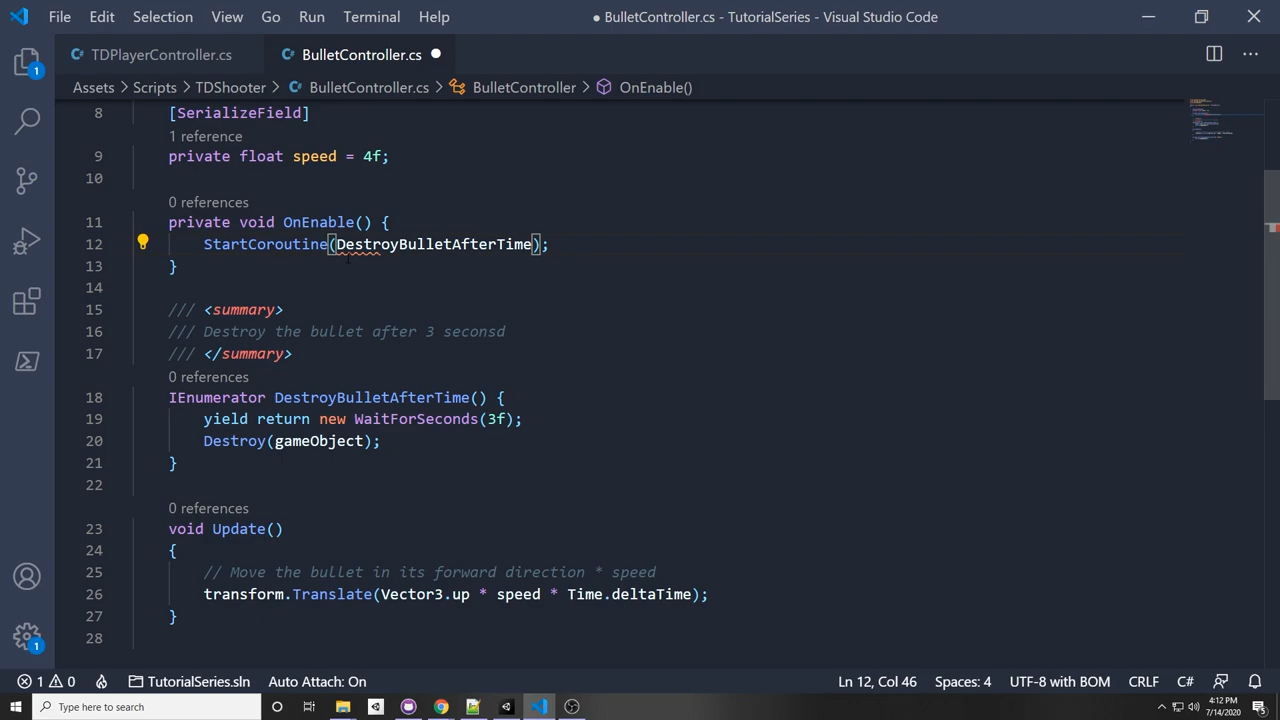 File Edit Selection View Go Run Terminal Help ● BulletController.cs - TutorialSeries - Visual Studio Code
TDPlayerController.cs BulletController.cs
Assets > Scripts > TDShooter > BulletController.cs > BulletController > OnEnable()
8 [SerializeField]
1 reference
9 private float speed = 4f;
10
0 references
11 private void OnEnable() {
12 StartCoroutine(DestroyBulletAfterTime);
13 }
14
15 /// <summary>
16 /// Destroy the bullet after 3 seconsd
17 /// </summary>
0 references
18 IEnumerator DestroyBulletAfterTime() {
19 yield return new WaitForSeconds(3f);
20 Destroy(gameObject);
21 }
22
0 references
23 void Update()
24 {
25 // Move the bullet in its forward direction * speed
26 transform.Translate(Vector3.up * speed * Time.deltaTime);
27 }
28
1
1
1 0 TutorialSeries.sln Auto Attach: On Ln 12, Col 46 Spaces: 4 UTF-8 with BOM CRLF C#
Type here to search 4:12 PM
7/14/2020